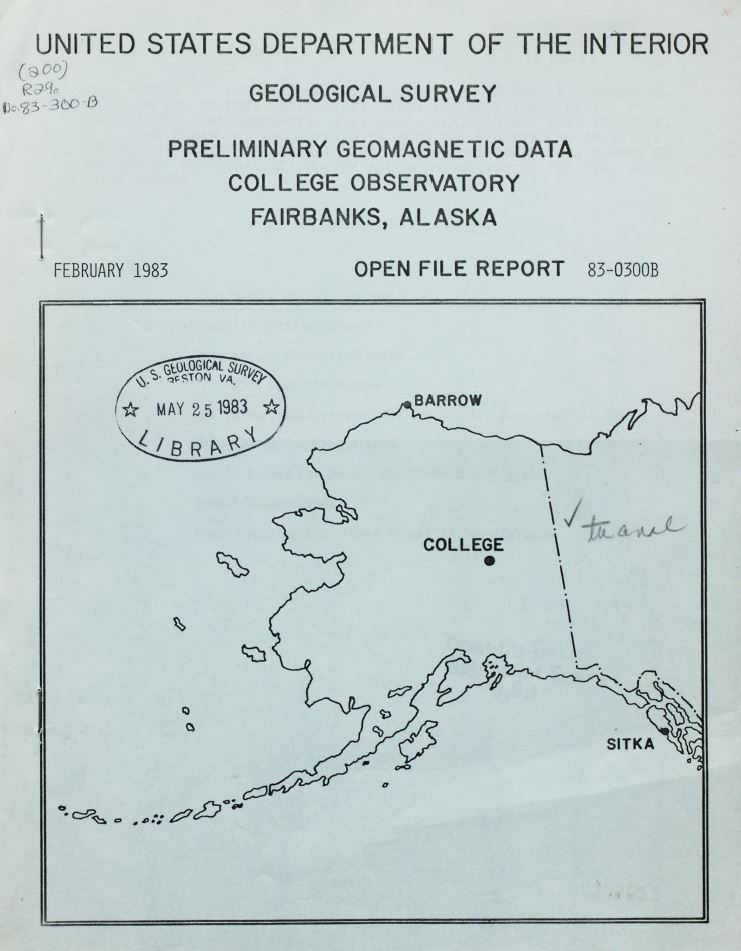 UNITED STATES DEPARTMENT OF THE INTERIOR
(200)
R29o
No. 83-300-B
GEOLOGICAL SURVEY
PRELIMINARY GEOMAGNETIC DATA
COLLEGE OBSERVATORY
FAIRBANKS, ALASKA
FEBRUARY 1983 OPEN FILE REPORT 83-0300B
U. S. GEOLOGICAL SURVEY
RESTON VA.
MAY 25 1983
LIBRARY
BARROW
COLLEGE
SITKA